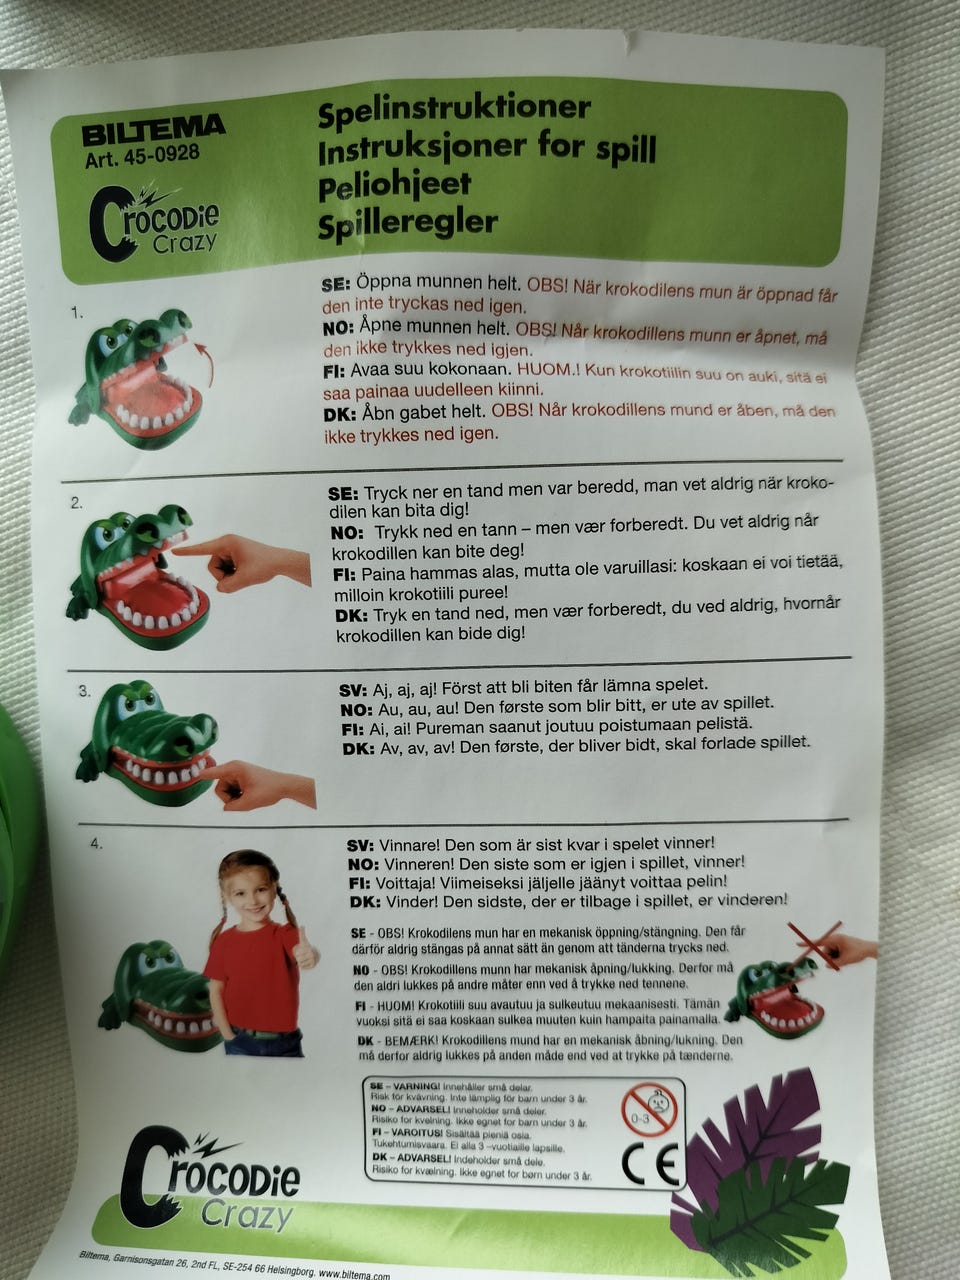 BILTEMA
Art. 45-0928
Crocodie
Crazy
Spelinstruktioner
Instruksjoner for spill
Peliohjeet
Spilleregler
1.
SE: Öppna munnen helt. OBS! När krokodilens mun är öppnad får
den inte tryckas ned igen.
NO: Åpne munnen helt. OBS! Når krokodillens munn er åpnet, må
den ikke trykkes ned igjen.
FI: Avaa suu kokonaan. HUOM.! Kun krokotiilin suu on auki, sitä ei
saa painaa uudelleen kiinni.
DK: Åbn gabet helt. OBS! Når krokodillens mund er åben, må den
ikke trykkes ned igen.
2.
SE: Tryck ner en tand men var beredd, man vet aldrig när kroko-
dilen kan bita dig!
NO: Trykk ned en tann – men vær forberedt. Du vet aldrig når
krokodillen kan bite deg!
FI: Paina hammas alas, mutta ole varuillasi: koskaan ei voi tietää,
milloin krokotiili puree!
DK: Tryk en tand ned, men vær forberedt, du ved aldrig, hvornår
krokodillen kan bide dig!
3.
SV: Aj, aj, aj! Först att bli biten får lämna spelet.
NO: Au, au, au! Den første som blir bitt, er ute av spillet.
FI: Ai, ai! Pureman saanut joutuu poistumaan pelistä.
DK: Av, av, av! Den første, der bliver bidt, skal forlade spillet.
4.
SV: Vinnare! Den som är sist kvar i spelet vinner!
NO: Vinneren! Den siste som er igjen i spillet, vinner!
FI: Voittaja! Viimeiseksi jäljelle jäänyt voittaa pelin!
DK: Vinder! Den sidste, der er tilbage i spillet, er vinderen!
SE - OBS! Krokodilens mun har en mekanisk öppning/stängning. Den får
därför aldrig stängas på annat sätt än genom att tänderna trycks ned.
NO - OBS! Krokodillens munn har mekanisk åpning/lukking. Derfor må
den aldri lukkes på andre måter enn ved å trykke ned tennene.
FI - HUOM! Krokotiili suu avautuu ja sulkeutuu mekaanisesti. Tämän
vuoksi sitä ei saa koskaan sulkea muuten kuin hampaita painamalla.
DK - BEMÆRK! Krokodillens mund har en mekanisk åbning/lukning. Den
må derfor aldrig lukkes på anden måde end ved at trykke på tænderne.
SE – VARNING! Innehåller små delar.
Risk för kvävning. Inte lämplig för barn under 3 år.
NO – ADVARSEL! Inneholder små deler.
Risiko for kvelning. Ikke egnet for barn under 3 år.
FI – VAROITUS! Sisältää pieniä osia.
Tukehtumisvaara. Ei alla 3 –vuotiaille lapsille.
DK – ADVARSEL! Indeholder små dele.
Risiko for kvælning. Ikke egnet for børn under 3 år.
0-3
CE
Crocodie
Crazy
Biltema, Garnisonsgatan 26, 2nd FL, SE-254 66 Helsingborg. www.biltema.com